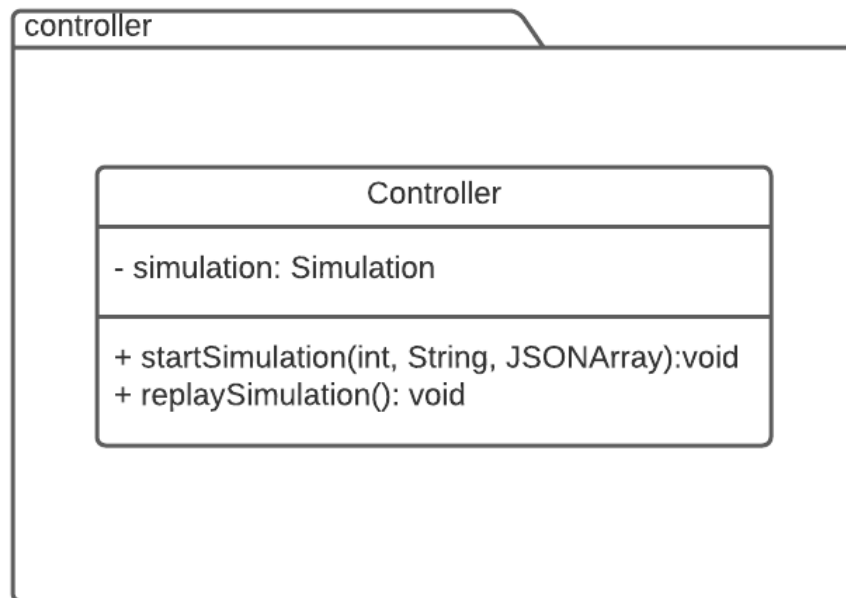 controller
Controller
- simulation: Simulation
+ startSimulation(int, String, JSONArray):void
+ replaySimulation(): void